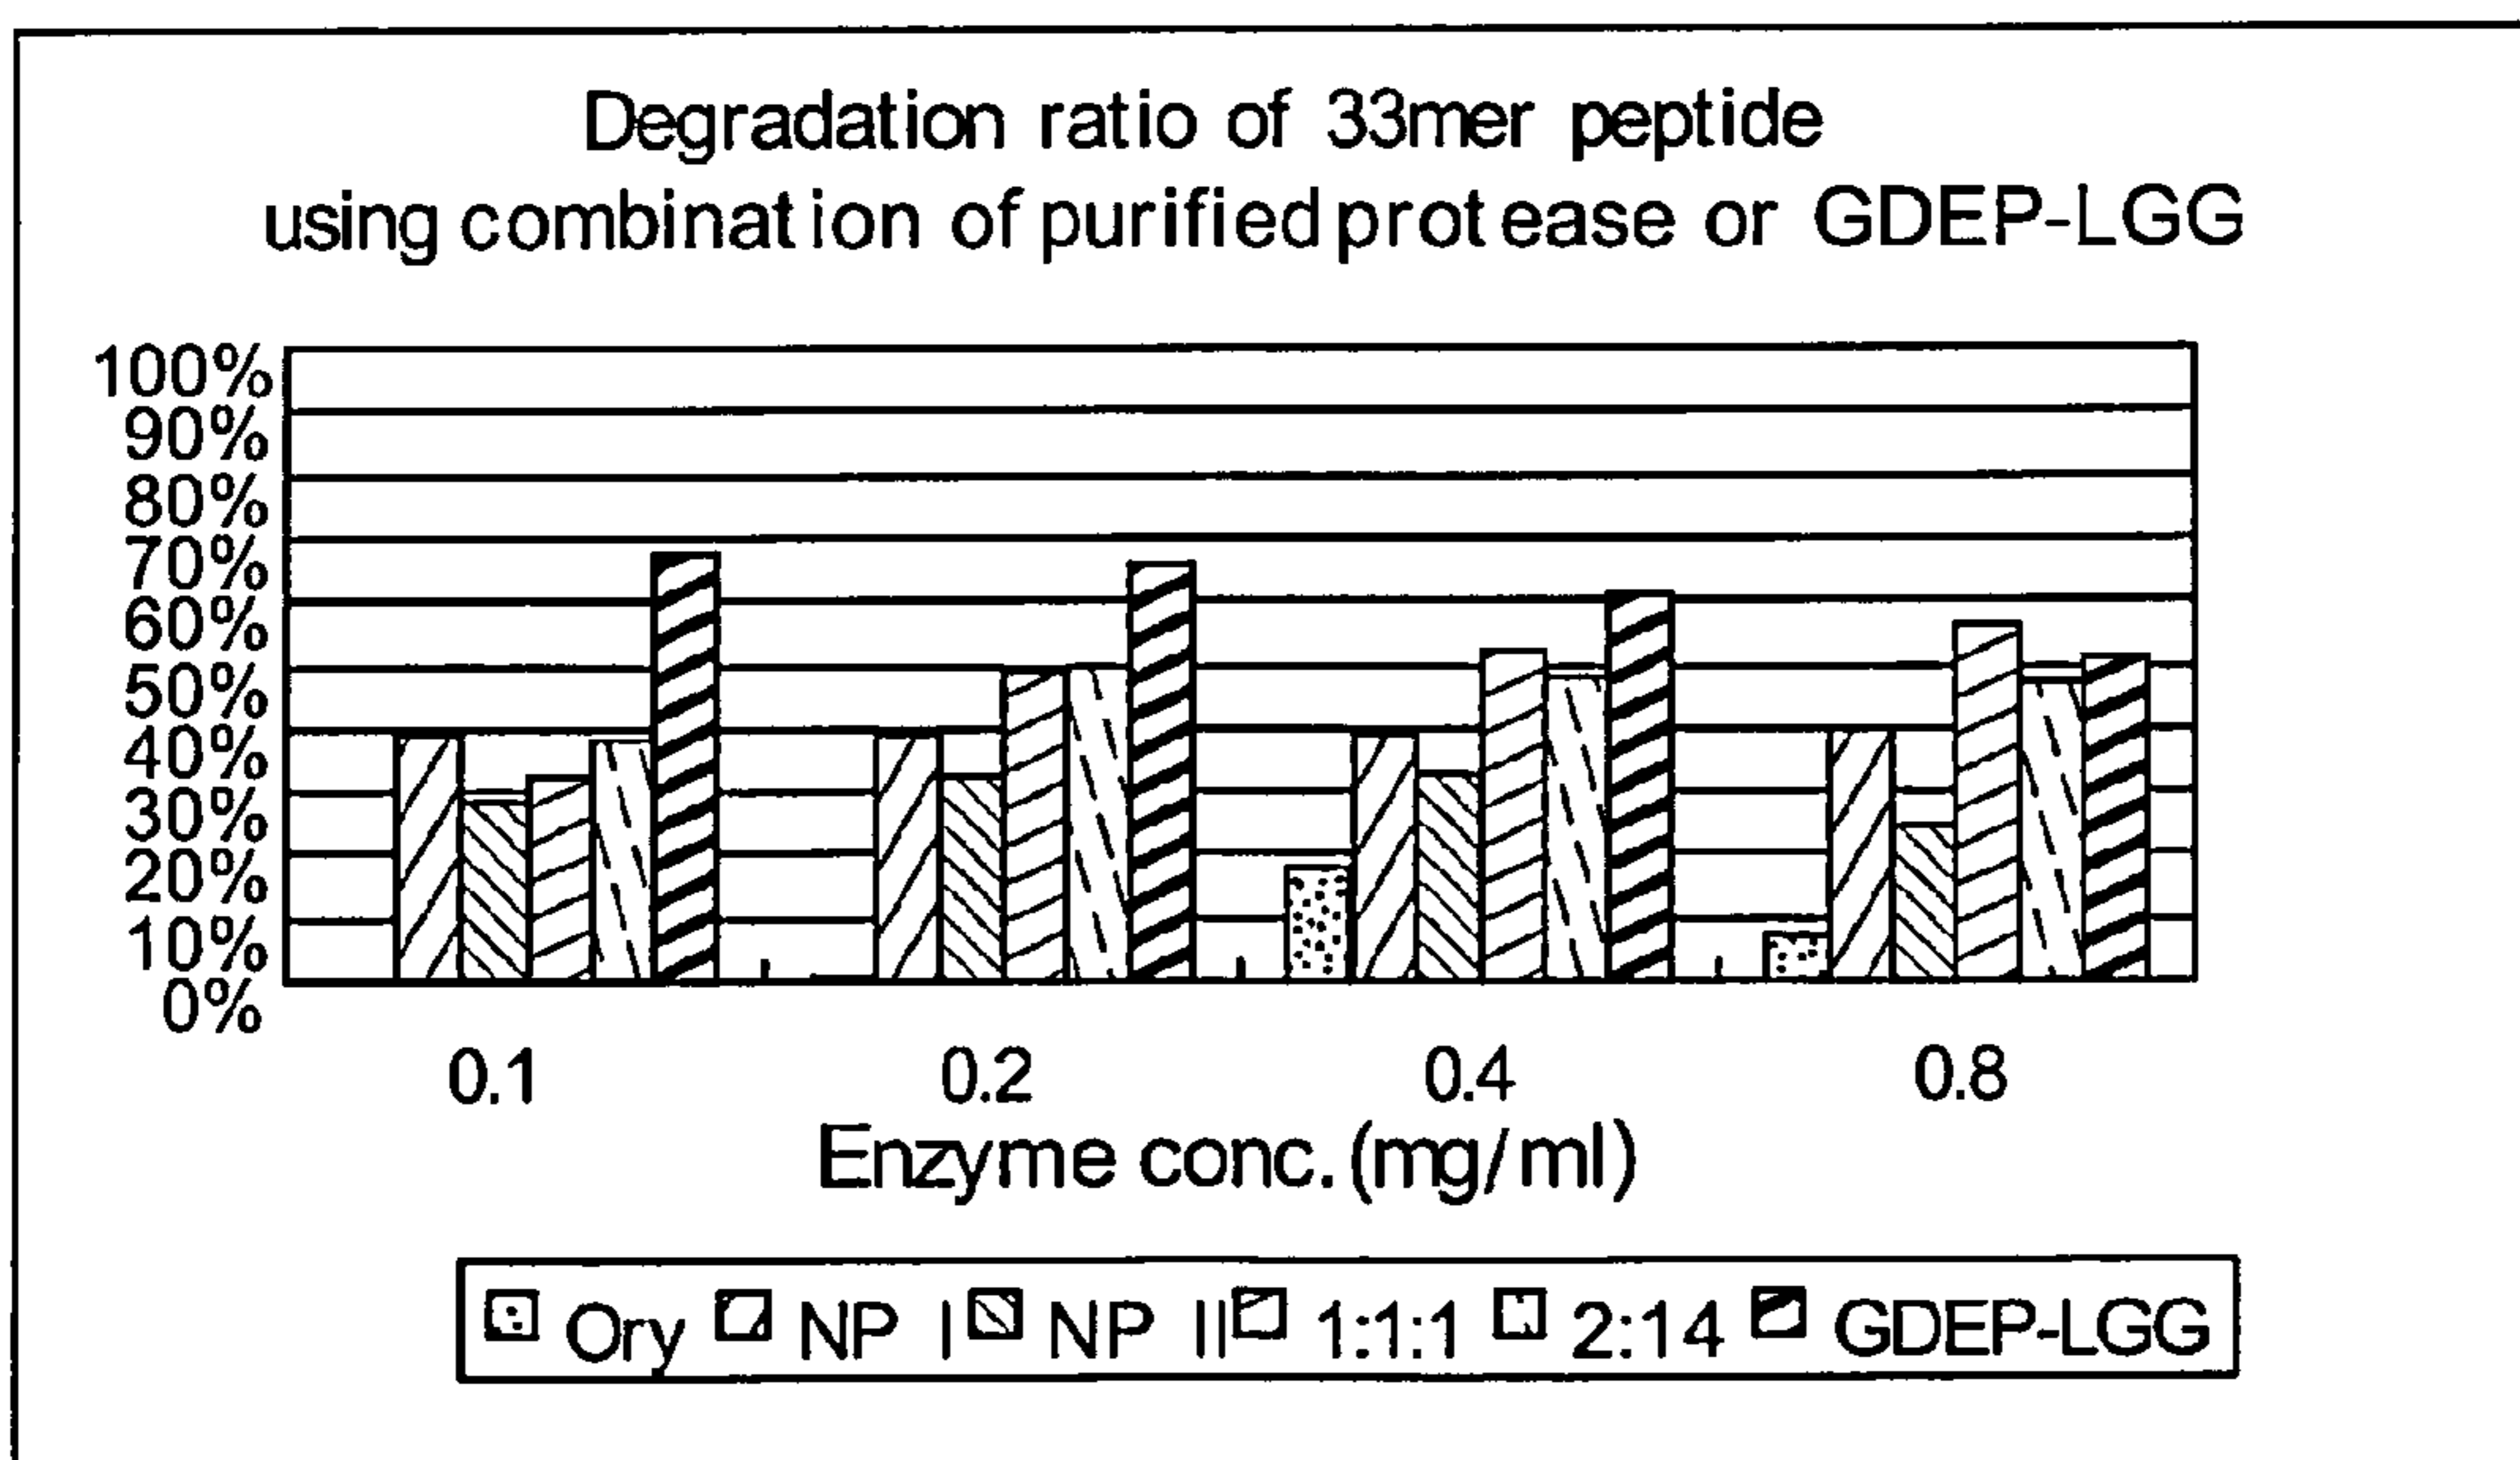 Degradation ratio of 33mer peptide
using combination of purified protease or GDEP-LGG
100%
90%
80%
70%
60%
50%
40%
30%
20%
10%
0%
0.1 0.2 0.4 0.8
Enzyme conc. (mg/ml)
Ory NP I NP II 1:1:1 2:14 GDEP-LGG